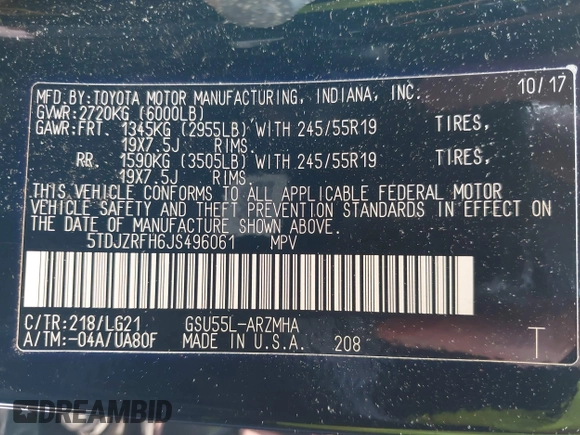 MFD.BY:TOYOTA MOTOR MANUFACTURING, INDIANA, INC. 10/17
GVWR:2720KG (6000LB)
GAWR:FRT. 1345KG (2955LB) WITH 245/55R19 TIRES,
19X7.5J RIMS.
RR. 1590KG (3505LB) WITH 245/55R19 TIRES,
19X7.5J RIMS.
THIS VEHICLE CONFORMS TO ALL APPLICABLE FEDERAL MOTOR
VEHICLE SAFETY AND THEFT PREVENTION STANDARDS IN EFFECT ON
THE DATE OF MANUFACTURE SHOWN ABOVE.
5TDJZRFH6JS496061 MPV
C/TR:218/LG21 GSU55L-ARZMHA
A/TM:-04A/UA80F MADE IN U.S.A. 208 T
DREAMBID